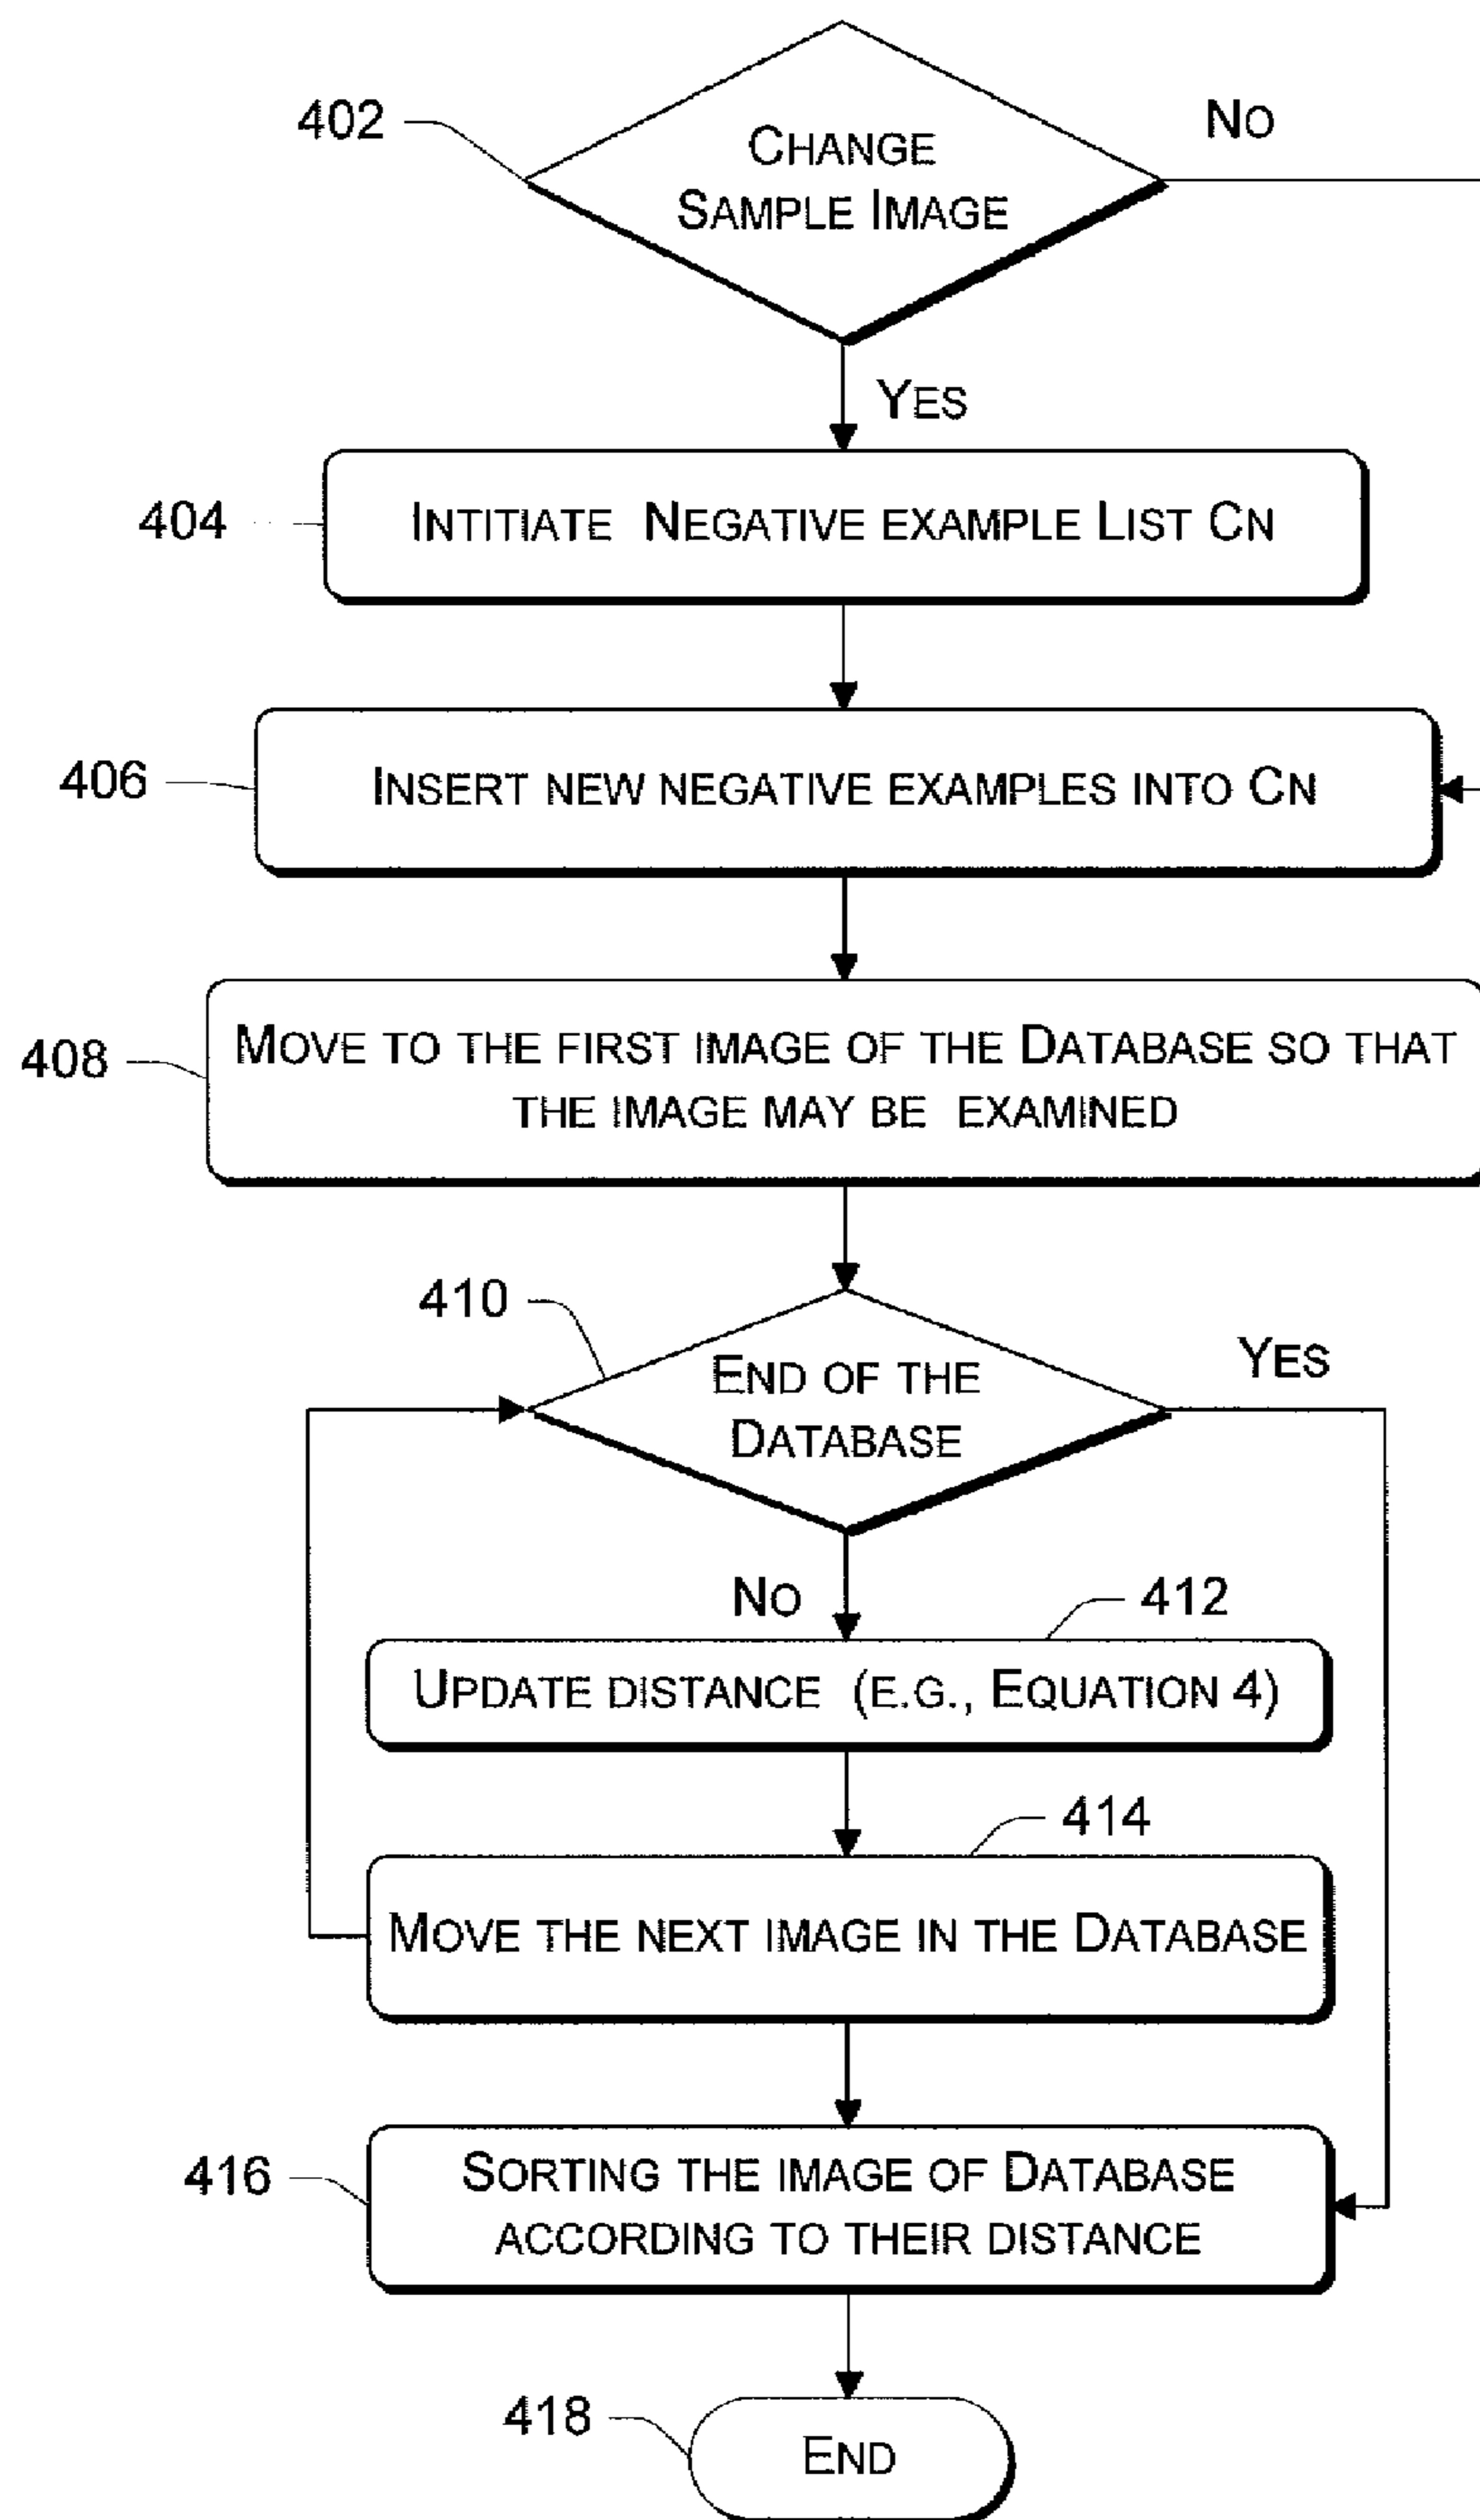 402
CHANGE
SAMPLE IMAGE
NO
YES
404
INTITIATE NEGATIVE EXAMPLE LIST CN
406
INSERT NEW NEGATIVE EXAMPLES INTO CN
408
MOVE TO THE FIRST IMAGE OF THE DATABASE SO THAT
THE IMAGE MAY BE EXAMINED
410
END OF THE
DATABASE
YES
NO
412
UPDATE DISTANCE (E.G., EQUATION 4)
414
MOVE THE NEXT IMAGE IN THE DATABASE
416
SORTING THE IMAGE OF DATABASE
ACCORDING TO THEIR DISTANCE
418
END